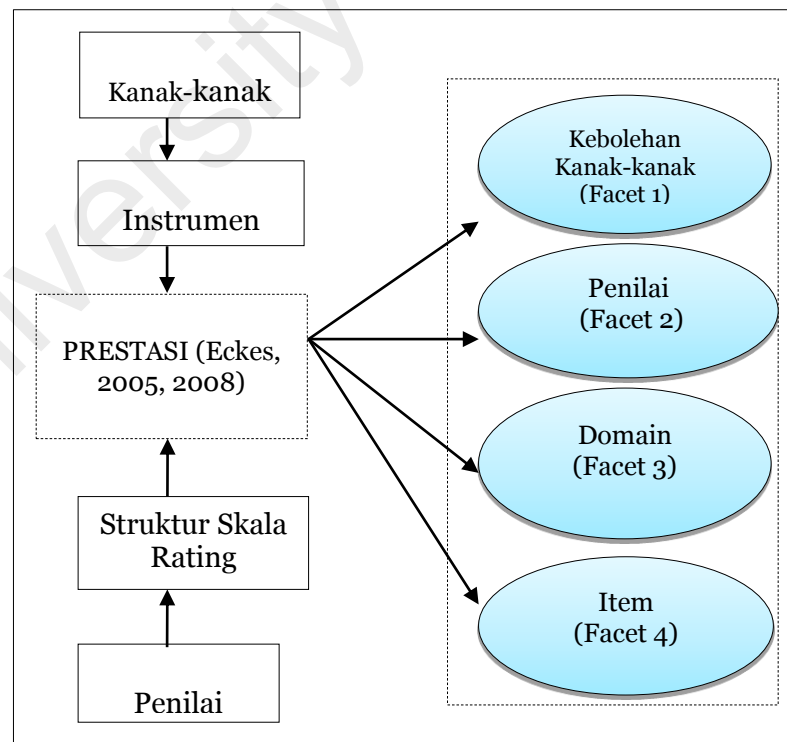 Kanak-kanak
Instrumen
PRESTASI (Eckes,
2005, 2008)
Struktur Skala
Rating
Penilai
Kebolehan
Kanak-kanak
(Facet 1)
Penilai
(Facet 2)
Domain
(Facet 3)
Item
(Facet 4)
University